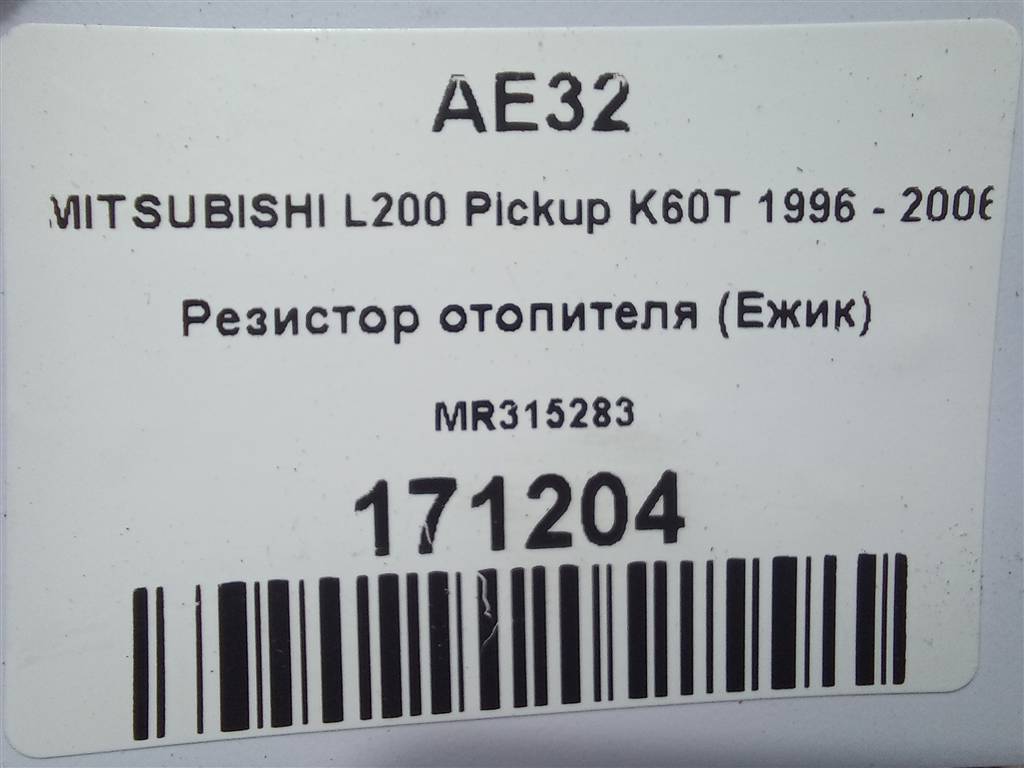 AE32
MITSUBISHI L200 Pickup K60T 1996 - 2006
Резистор отопителя (Ежик)
MR315283
171204